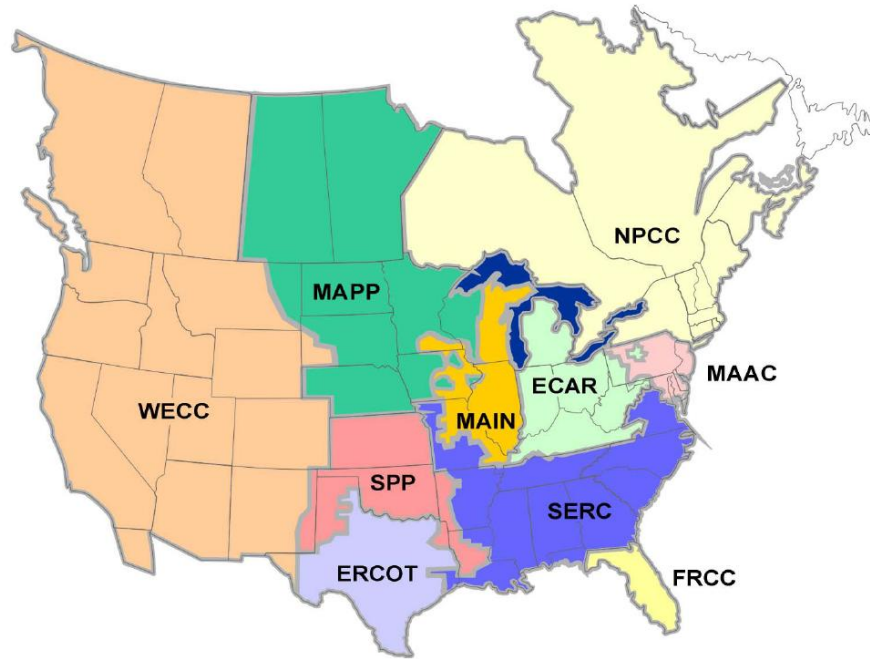 NPCC
MAPP
MAAC
ECAR
WECC
MAIN
SPP
SERC
ERCOT
FRCC